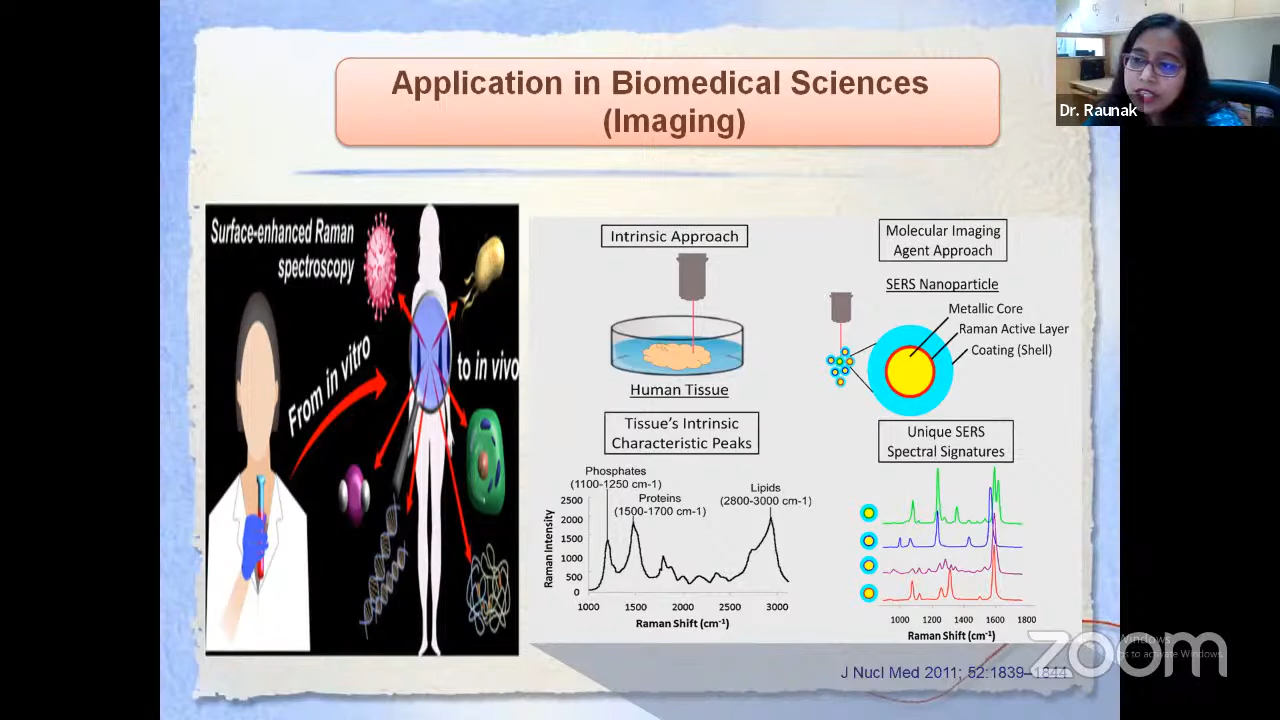 Application in Biomedical Sciences
(Imaging)
Dr. Raunak
Surface-enhanced Raman
spectroscopy
From in vitro
to in vivo
Intrinsic Approach
Human Tissue
Tissue's Intrinsic
Characteristic Peaks
Phosphates
(1100-1250 cm-1)
Proteins
(1500-1700 cm-1)
Lipids
(2800-3000 cm-1)
Raman Intensity
2500
2000
1500
1000
500
0
1000 1500 2000 2500 3000
Raman Shift (cm⁻¹)
Molecular Imaging
Agent Approach
SERS Nanoparticle
Metallic Core
Raman Active Layer
Coating (Shell)
Unique SERS
Spectral Signatures
1000 1200 1400 1600 1800
Raman Shift (cm⁻¹)
J Nucl Med 2011; 52:1839–1844
zoom
Windows
to activate Windows.